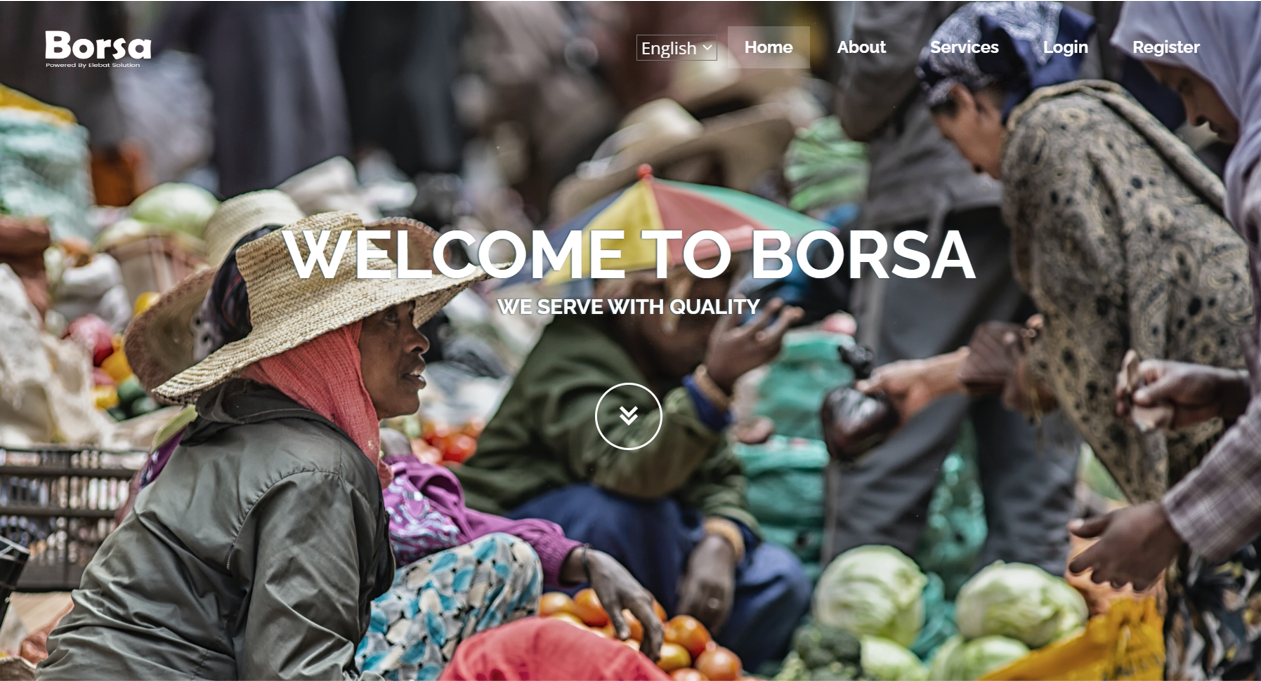 Borsa
Powered By Elebat Solution
English
Home
About
Services
Login
Register
WELCOME TO BORSA
WE SERVE WITH QUALITY